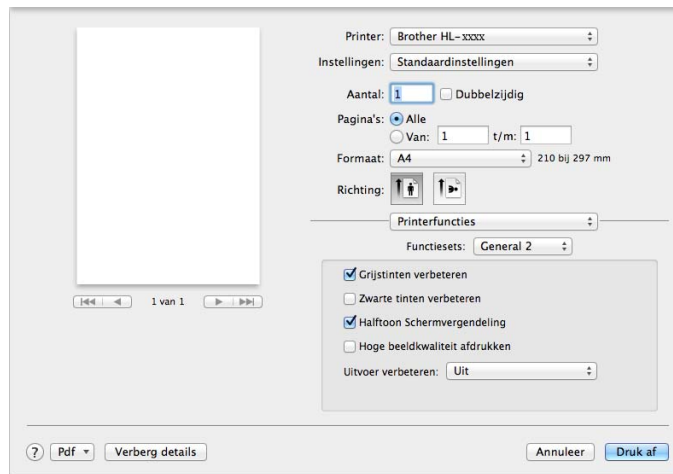 Printer: Brother HL-xxxx
Instellingen: Standaardinstellingen
Aantal: 1 Dubbelzijdig
Pagina's: Alle
Van: 1 t/m: 1
Formaat: A4 210 bij 297 mm
Richting:
Printerfuncties
Functiesets: General 2
Grijstinten verbeteren
Zwarte tinten verbeteren
Halftoon Schermvergendeling
Hoge beeldkwaliteit afdrukken
Uitvoer verbeteren: Uit
1 van 1
? Pdf Verberg details Annuleer Druk af